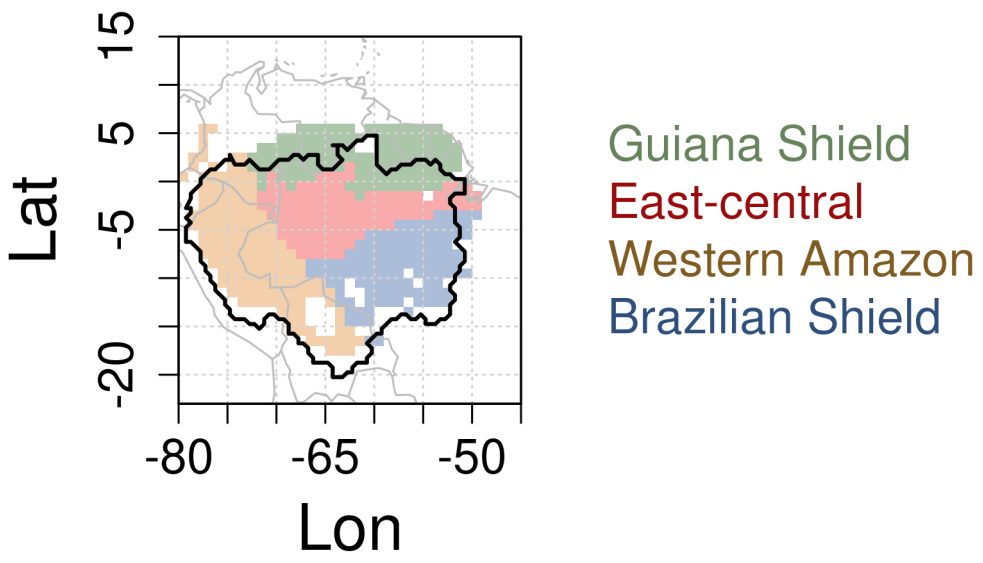 15
5
-5
-20
Lat
-80
-65
-50
Lon
Guiana Shield
East-central
Western Amazon
Brazilian Shield